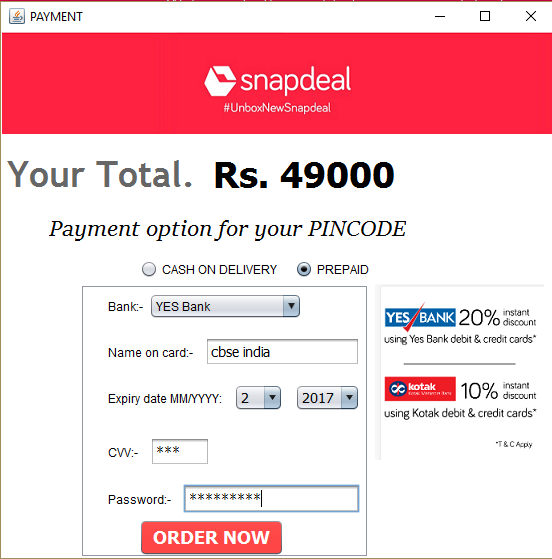 PAYMENT
snapdeal
#UnboxNewSnapdeal
Your Total. Rs. 49000
Payment option for your PINCODE
CASH ON DELIVERY PREPAID
Bank:- YES Bank
Name on card:- cbse india
Expiry date MM/YYYY: 2 2017
CVV:- ***
Password:- *********
ORDER NOW
YES BANK 20% instant discount
using Yes Bank debit & credit cards*
kotak Kotak Mahindra Bank 10% instant discount
using Kotak debit & credit cards*
*T & C Apply